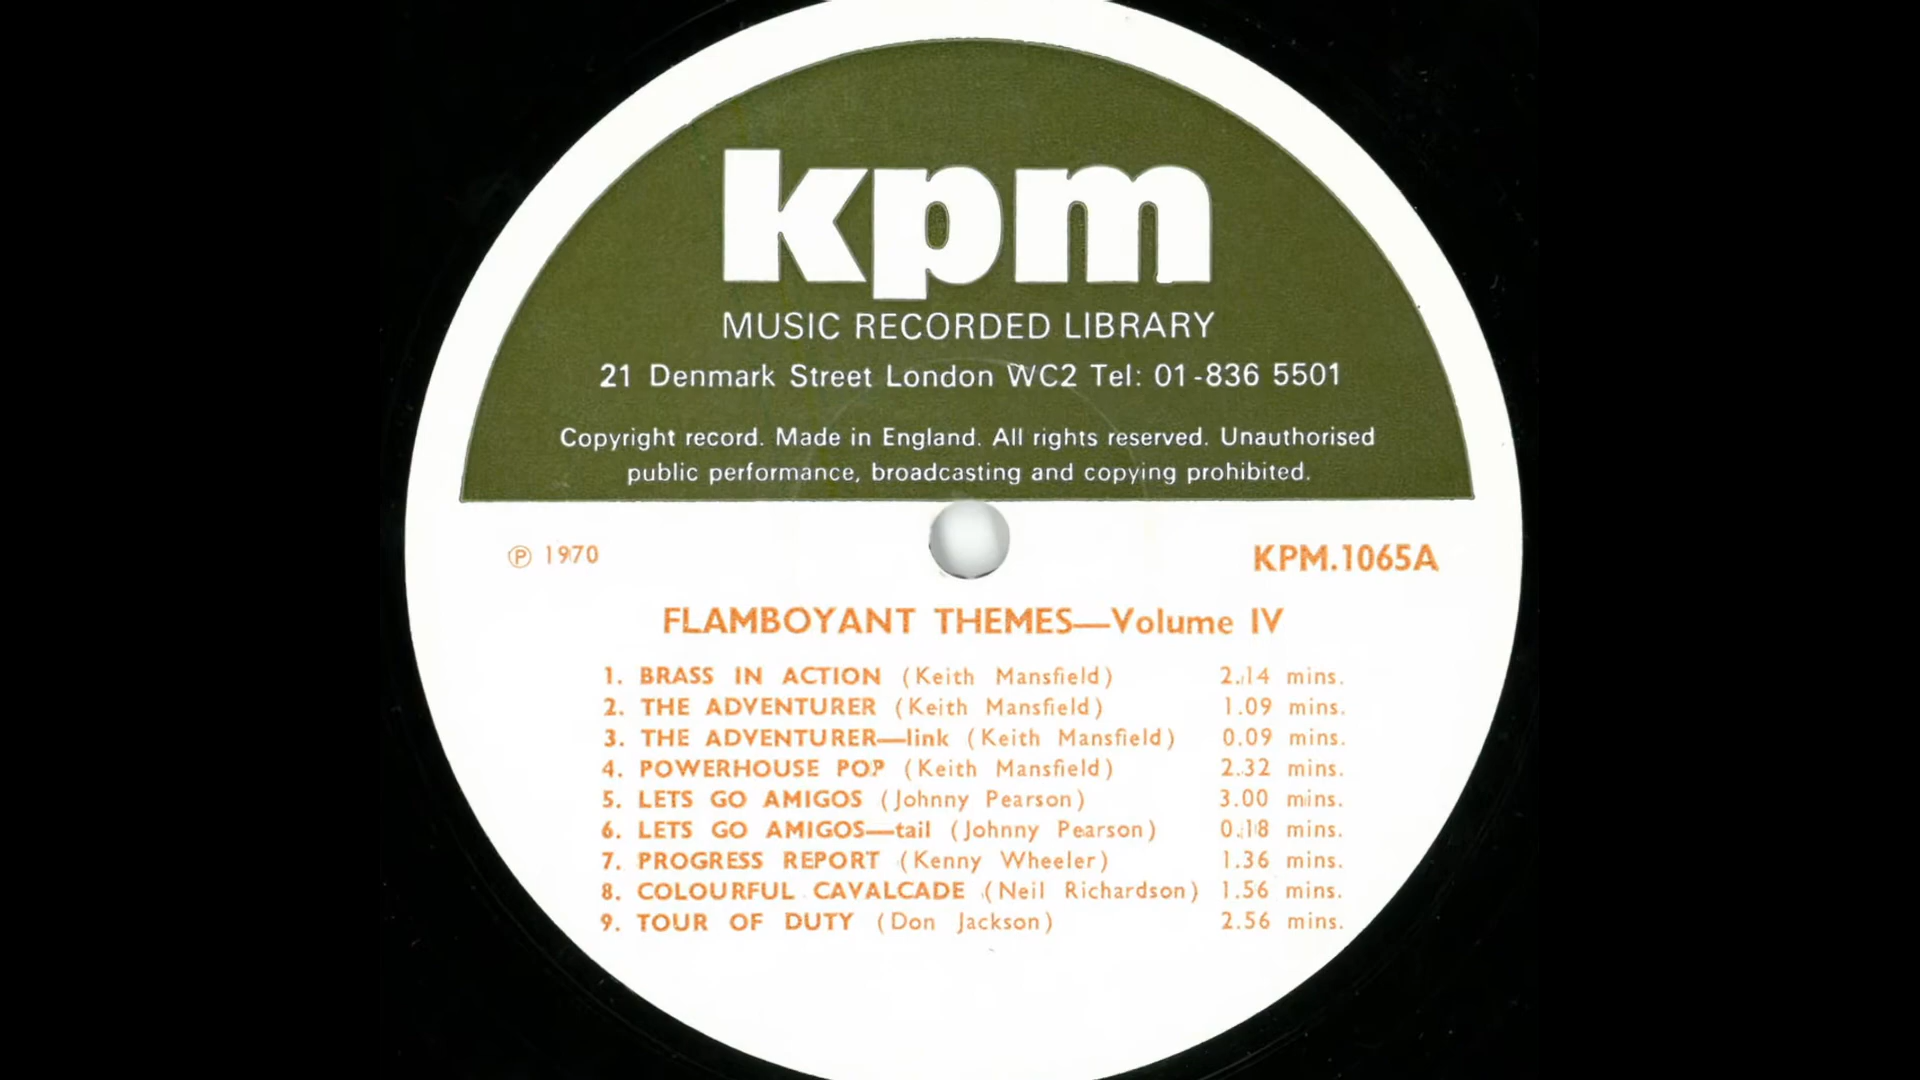 kpm
MUSIC RECORDED LIBRARY
21 Denmark Street London WC2 Tel: 01-836 5501
Copyright record. Made in England. All rights reserved. Unauthorised
public performance, broadcasting and copying prohibited.
℗ 1970 KPM.1065A
FLAMBOYANT THEMES—Volume IV
1. BRASS IN ACTION (Keith Mansfield) 2.14 mins.
2. THE ADVENTURER (Keith Mansfield) 1.09 mins.
3. THE ADVENTURER—link (Keith Mansfield) 0.09 mins.
4. POWERHOUSE POP (Keith Mansfield) 2.32 mins.
5. LETS GO AMIGOS (Johnny Pearson) 3.00 mins.
6. LETS GO AMIGOS—tail (Johnny Pearson) 0.18 mins.
7. PROGRESS REPORT (Kenny Wheeler) 1.36 mins.
8. COLOURFUL CAVALCADE (Neil Richardson) 1.56 mins.
9. TOUR OF DUTY (Don Jackson) 2.56 mins.